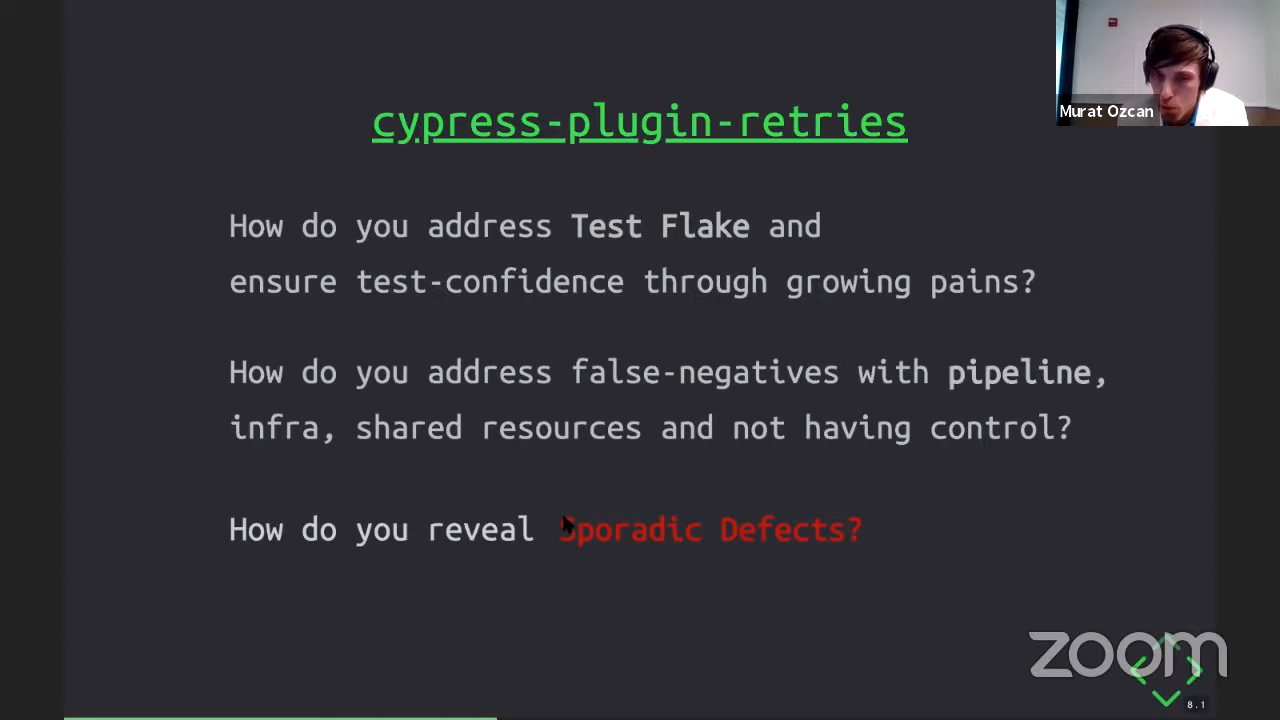 cypress-plugin-retries
Murat Ozcan
How do you address Test Flake and
ensure test-confidence through growing pains?
How do you address false-negatives with pipeline,
infra, shared resources and not having control?
How do you reveal Sporadic Defects?
zoom
8.1